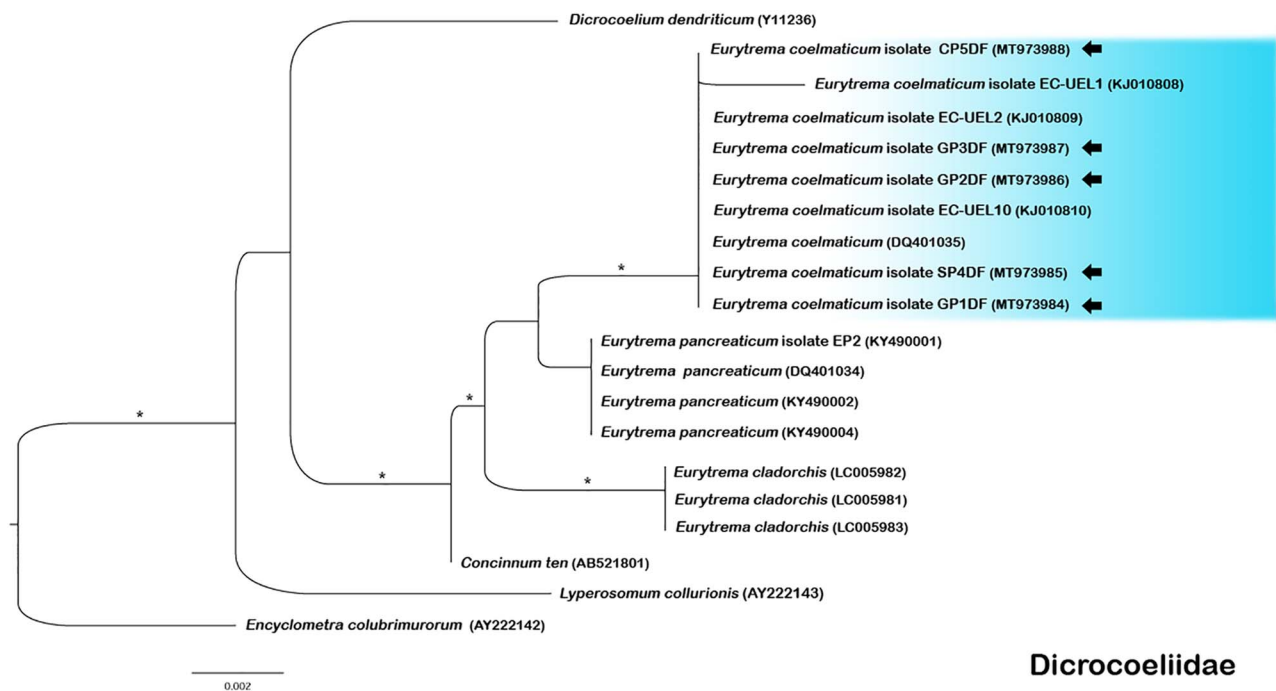 Dicrocoelium dendriticum (Y11236)
Eurytrema coelmaticum isolate CP5DF (MT973988)
Eurytrema coelmaticum isolate EC-UEL1 (KJ010808)
Eurytrema coelmaticum isolate EC-UEL2 (KJ010809)
Eurytrema coelmaticum isolate GP3DF (MT973987)
Eurytrema coelmaticum isolate GP2DF (MT973986)
Eurytrema coelmaticum isolate EC-UEL10 (KJ010810)
Eurytrema coelmaticum (DQ401035)
*
Eurytrema coelmaticum isolate SP4DF (MT973985)
Eurytrema coelmaticum isolate GP1DF (MT973984)
Eurytrema pancreaticum isolate EP2 (KY490001)
Eurytrema pancreaticum (DQ401034)
*
Eurytrema pancreaticum (KY490002)
*
Eurytrema pancreaticum (KY490004)
Eurytrema cladorchis (LC005982)
*
*
Eurytrema cladorchis (LC005981)
Eurytrema cladorchis (LC005983)
Concinnum ten (AB521801)
Lyperosomum collurionis (AY222143)
Encyclometra colubrimurorum (AY222142)
Dicrocoeliidae
0.002